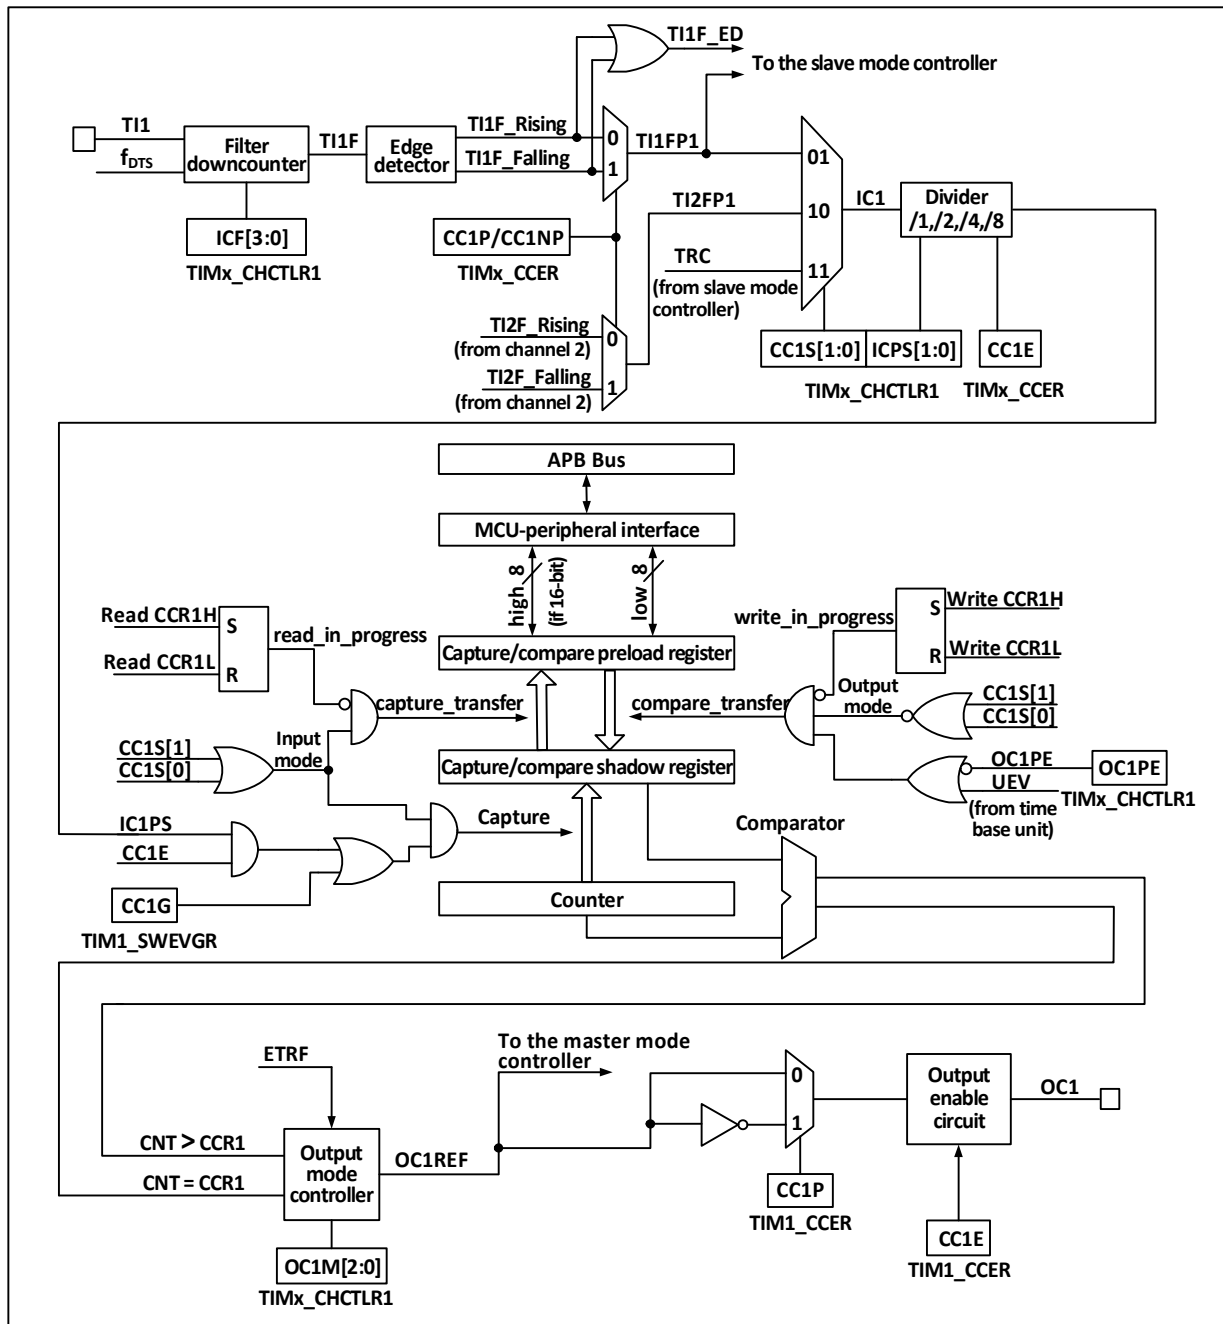 TI1F_ED
To the slave mode controller
TI1
fDTS
Filter
downcounter
TI1F
Edge
detector
TI1F_Rising
TI1F_Falling
0
1
TI1FP1
01
TI2FP1
10
TRC
(from slave mode
controller)
11
IC1
Divider
/1,/2,/4,/8
ICF[3:0]
TIMx_CHCTLR1
CC1P/CC1NP
TIMx_CCER
TI2F_Rising
(from channel 2)
TI2F_Falling
(from channel 2)
0
1
CC1S[1:0]
ICPS[1:0]
TIMx_CHCTLR1
CC1E
TIMx_CCER
APB Bus
MCU-peripheral interface
high
8
(if 16-bit)
low
8
Read CCR1H
Read CCR1L
S
R
read_in_progress
Capture/compare preload register
write_in_progress
S
R
Write CCR1H
Write CCR1L
capture_transfer
compare_transfer
Output
mode
CC1S[1]
CC1S[0]
CC1S[1]
CC1S[0]
Input
mode
Capture/compare shadow register
OC1PE
UEV
(from time
base unit)
OC1PE
TIMx_CHCTLR1
IC1PS
CC1E
Capture
Comparator
CC1G
TIM1_SWEVGR
Counter
ETRF
To the master mode
controller
CNT > CCR1
CNT = CCR1
Output
mode
controller
OC1REF
0
1
Output
enable
circuit
OC1
OC1M[2:0]
TIMx_CHCTLR1
CC1P
TIM1_CCER
CC1E
TIM1_CCER